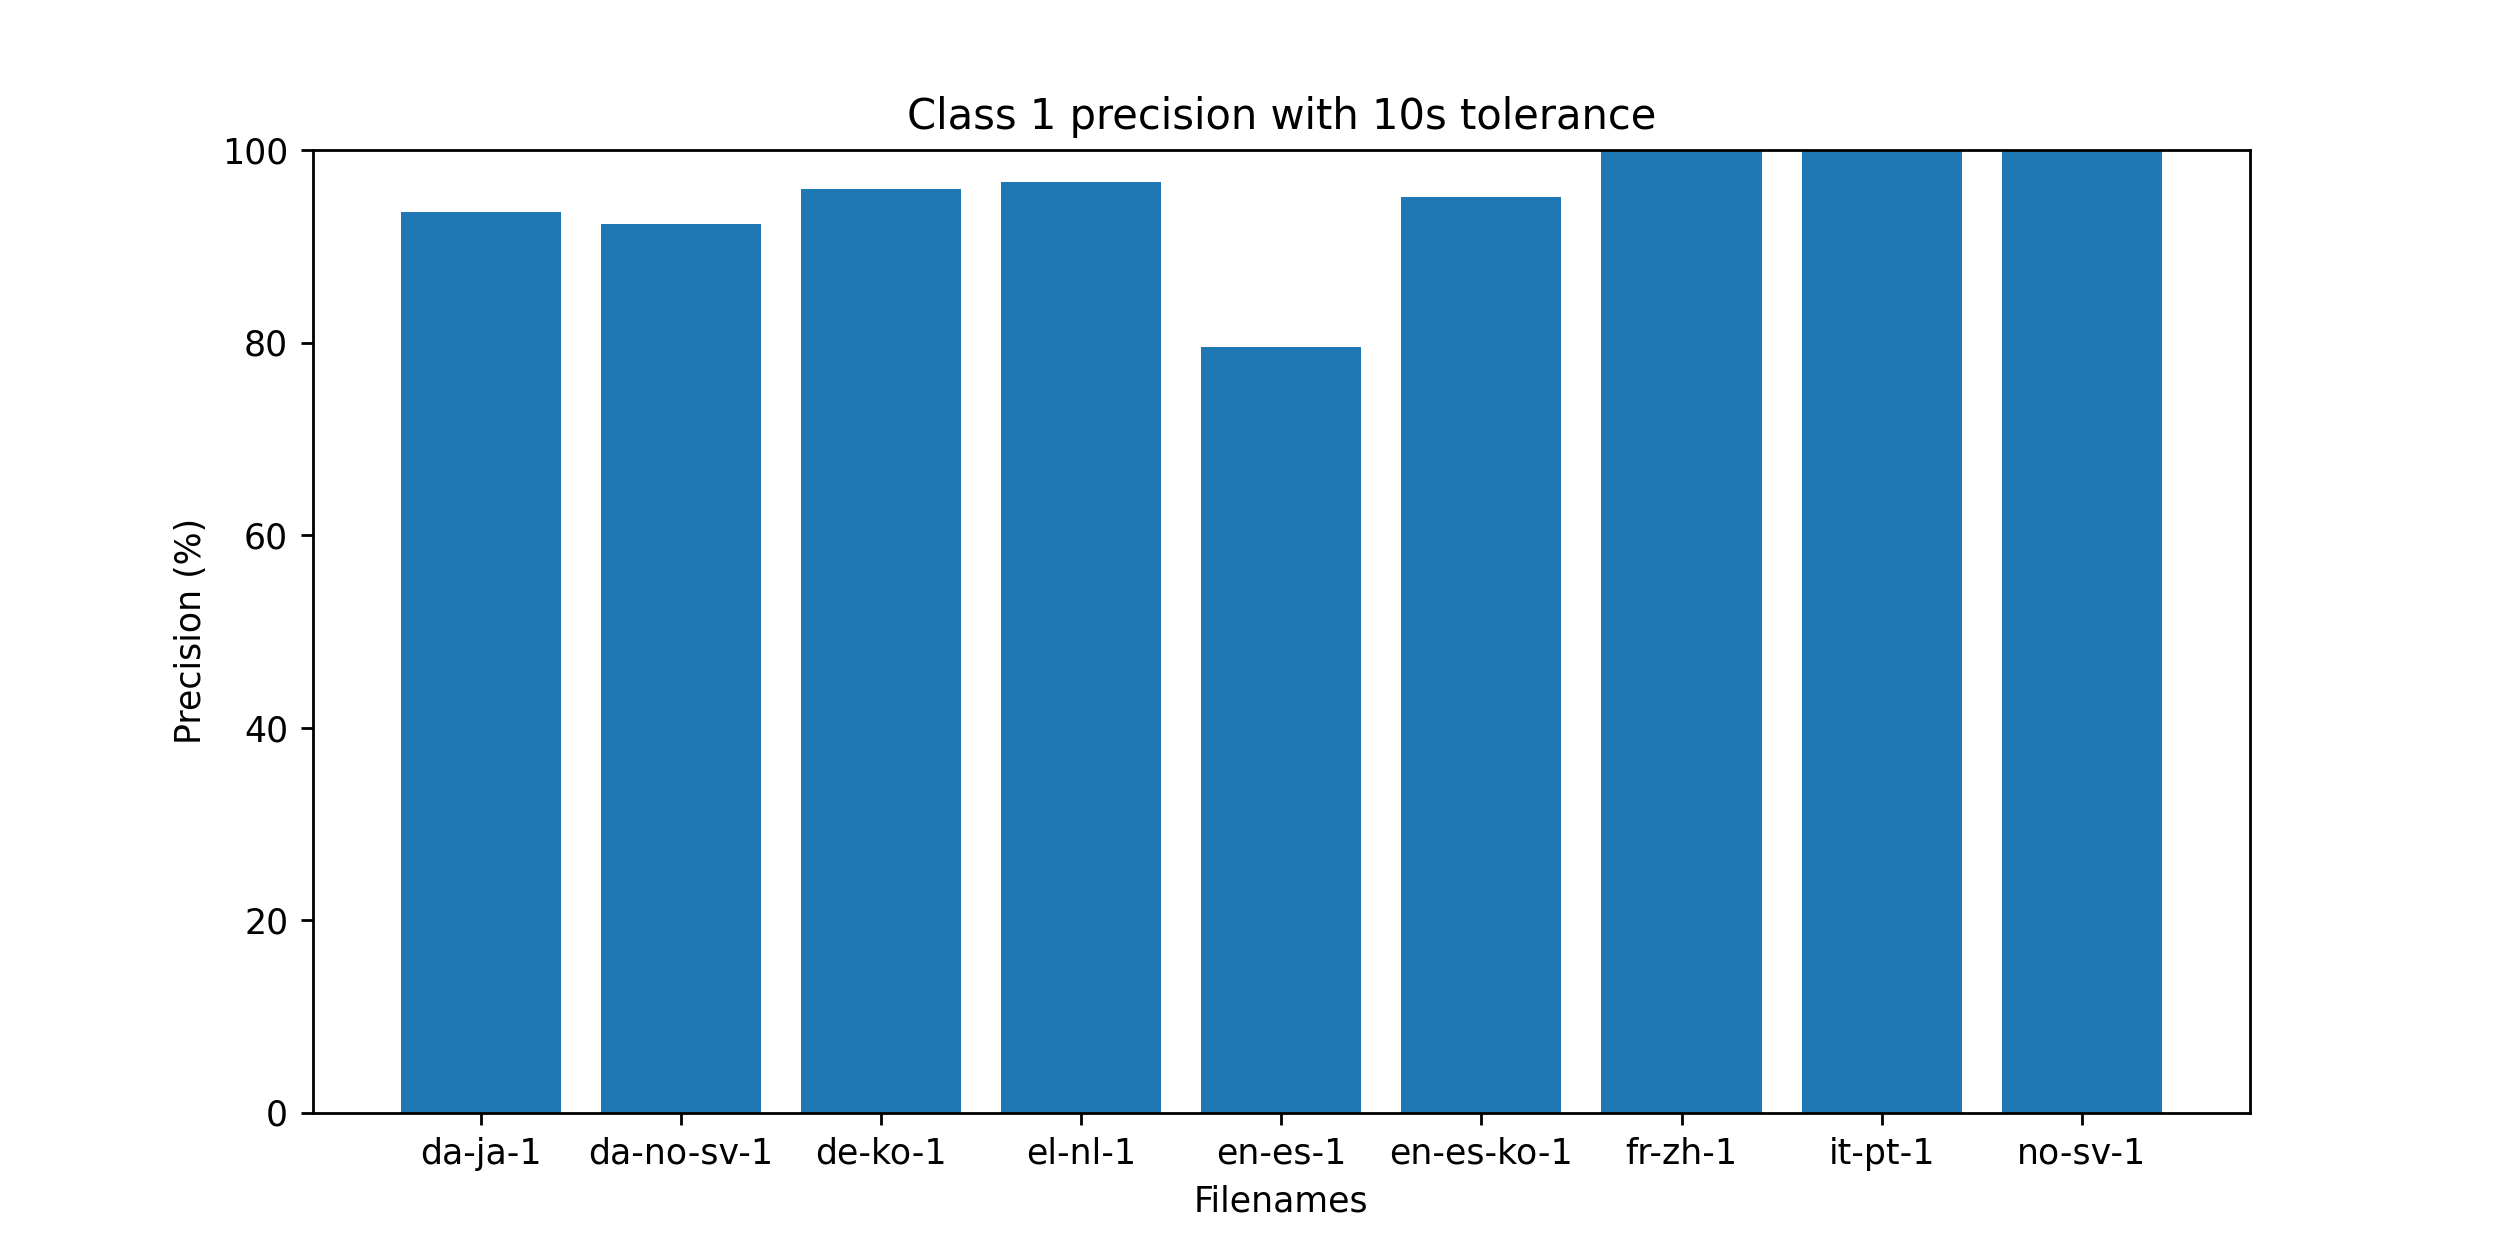 Class 1 precision with 10s tolerance
Precision (%)
100
80
60
40
20
0
da-ja-1 da-no-sv-1 de-ko-1 el-nl-1 en-es-1 en-es-ko-1 fr-zh-1 it-pt-1 no-sv-1
Filenames